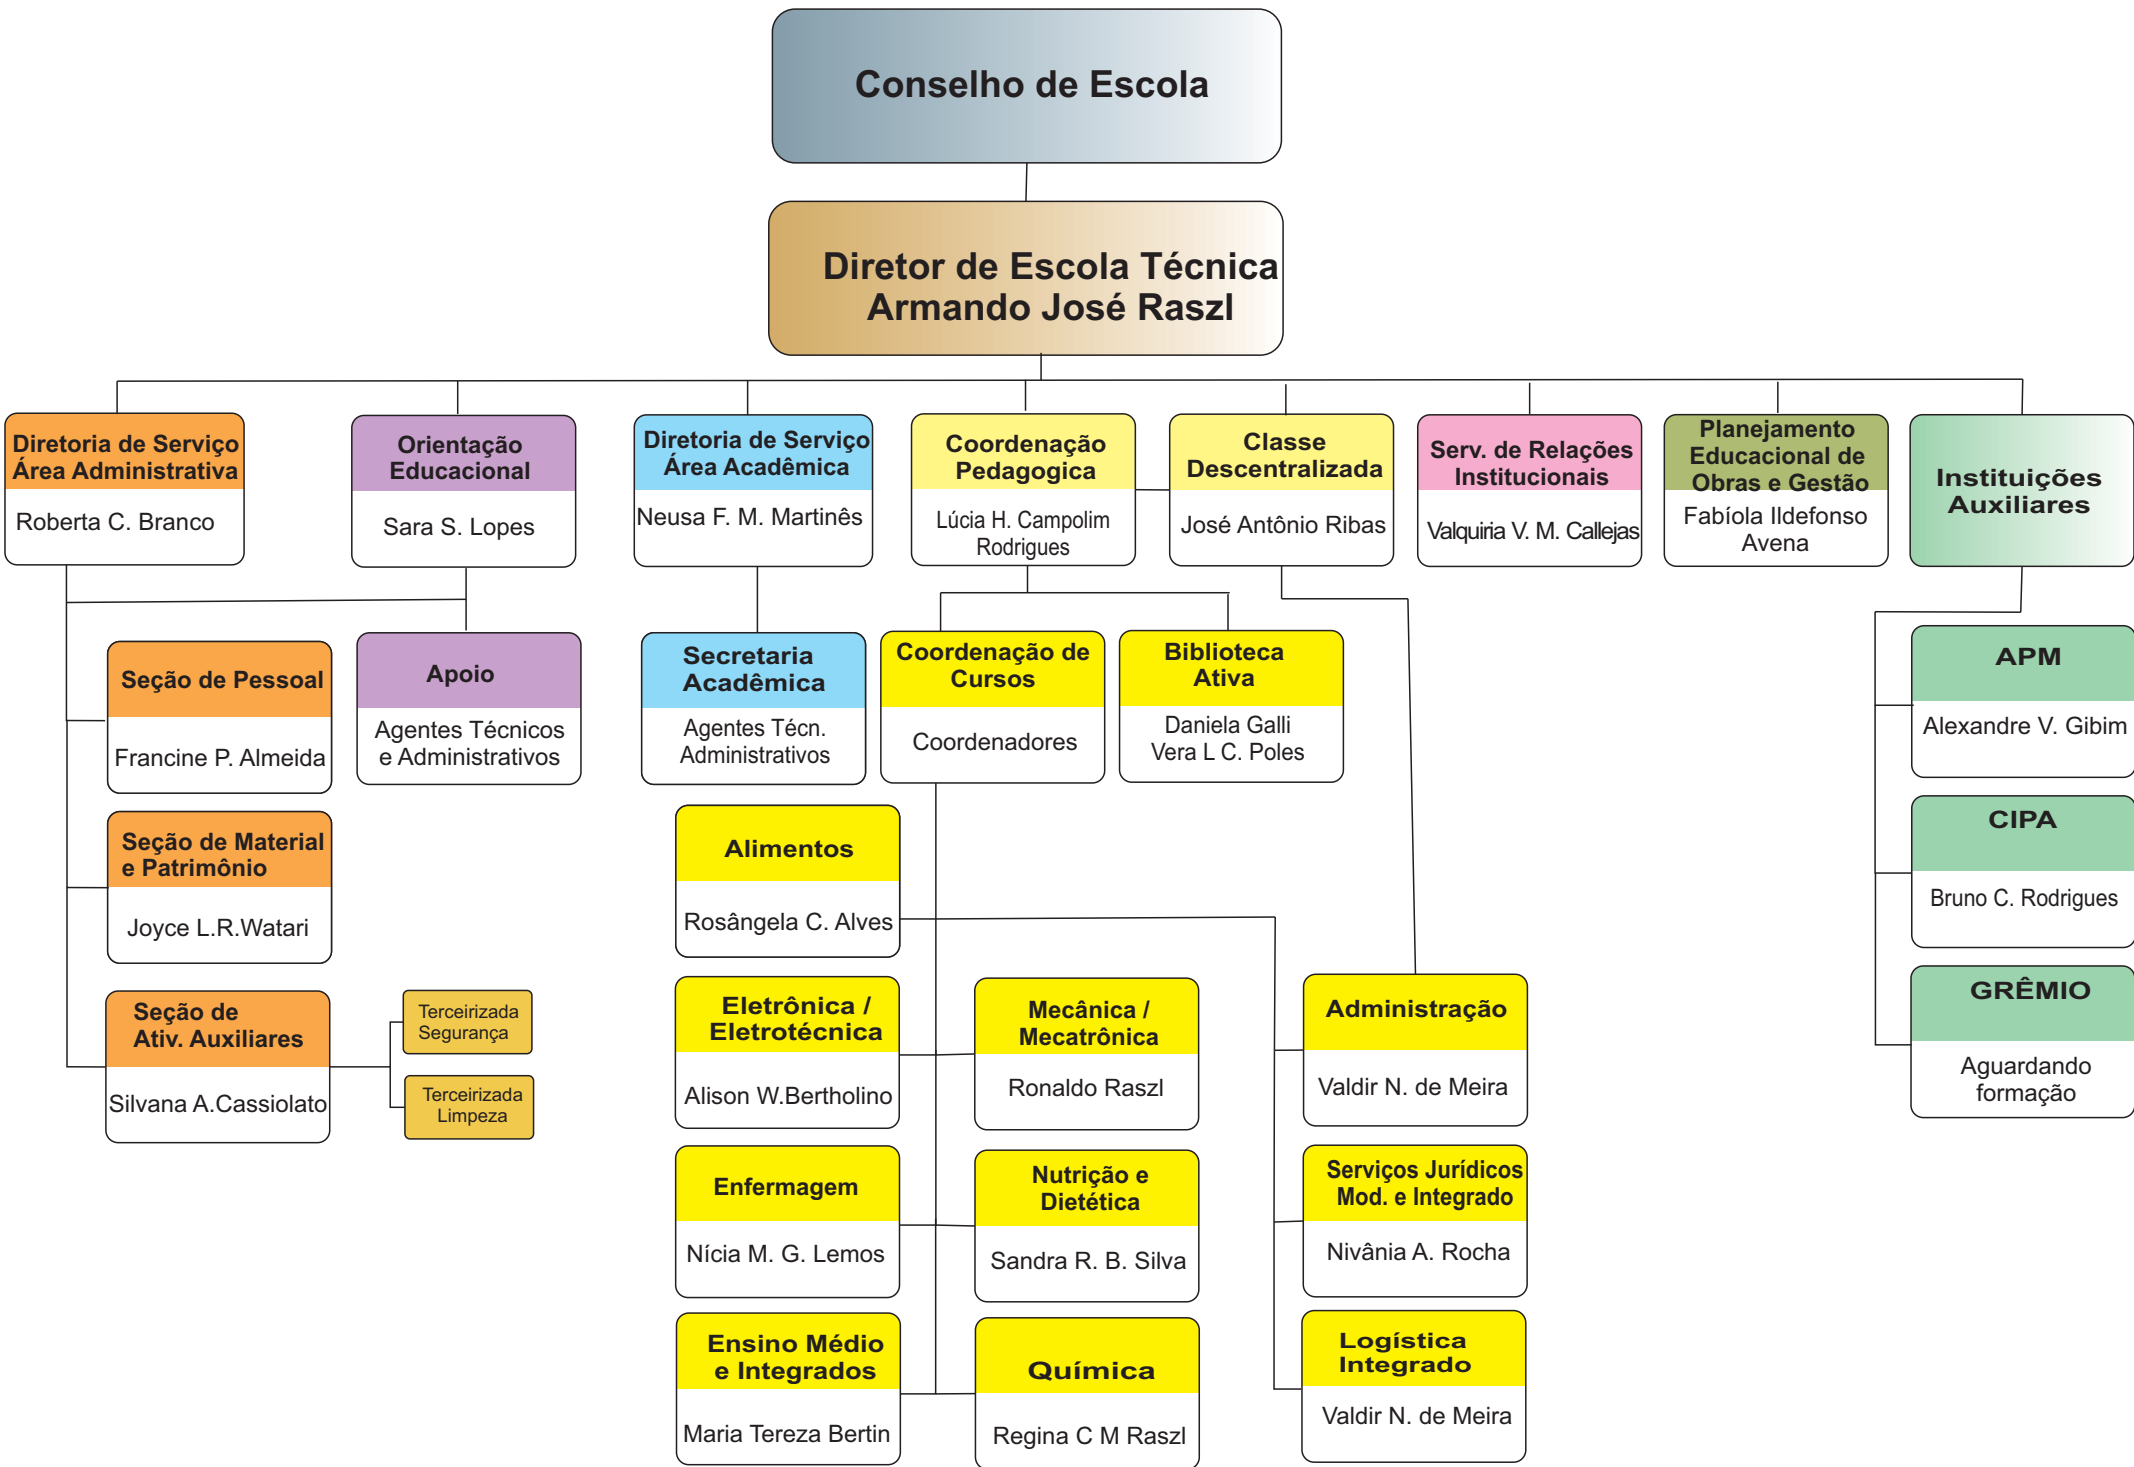 Conselho de Escola
Diretor de Escola Técnica
Armando José Raszl
Diretoria de Serviço
Área Administrativa
Roberta C. Branco
Orientação
Educacional
Sara S. Lopes
Diretoria de Serviço
Área Acadêmica
Neusa F. M. Martinês
Coordenação
Pedagogica
Lúcia H. Campolim
Rodrigues
Classe
Descentralizada
José Antônio Ribas
Serv. de Relações
Institucionais
Valquiria V. M. Callejas
Planejamento
Educacional de
Obras e Gestão
Fabíola Ildefonso
Avena
Instituições
Auxiliares
Seção de Pessoal
Francine P. Almeida
Apoio
Agentes Técnicos
e Administrativos
Secretaria
Acadêmica
Agentes Técn.
Administrativos
Coordenação de
Cursos
Coordenadores
Biblioteca
Ativa
Daniela Galli
Vera L C. Poles
APM
Alexandre V. Gibim
Seção de Material
e Patrimônio
Joyce L.R.Watari
Alimentos
Rosângela C. Alves
CIPA
Bruno C. Rodrigues
Seção de
Ativ. Auxiliares
Silvana A.Cassiolato
Terceirizada
Segurança
Terceirizada
Limpeza
Eletrônica /
Eletrotécnica
Alison W.Bertholino
Mecânica /
Mecatrônica
Ronaldo Raszl
Administração
Valdir N. de Meira
GRÊMIO
Aguardando
formação
Enfermagem
Nícia M. G. Lemos
Nutrição e
Dietética
Sandra R. B. Silva
Serviços Jurídicos
Mod. e Integrado
Nivânia A. Rocha
Ensino Médio
e Integrados
Maria Tereza Bertin
Química
Regina C M Raszl
Logística
Integrado
Valdir N. de Meira